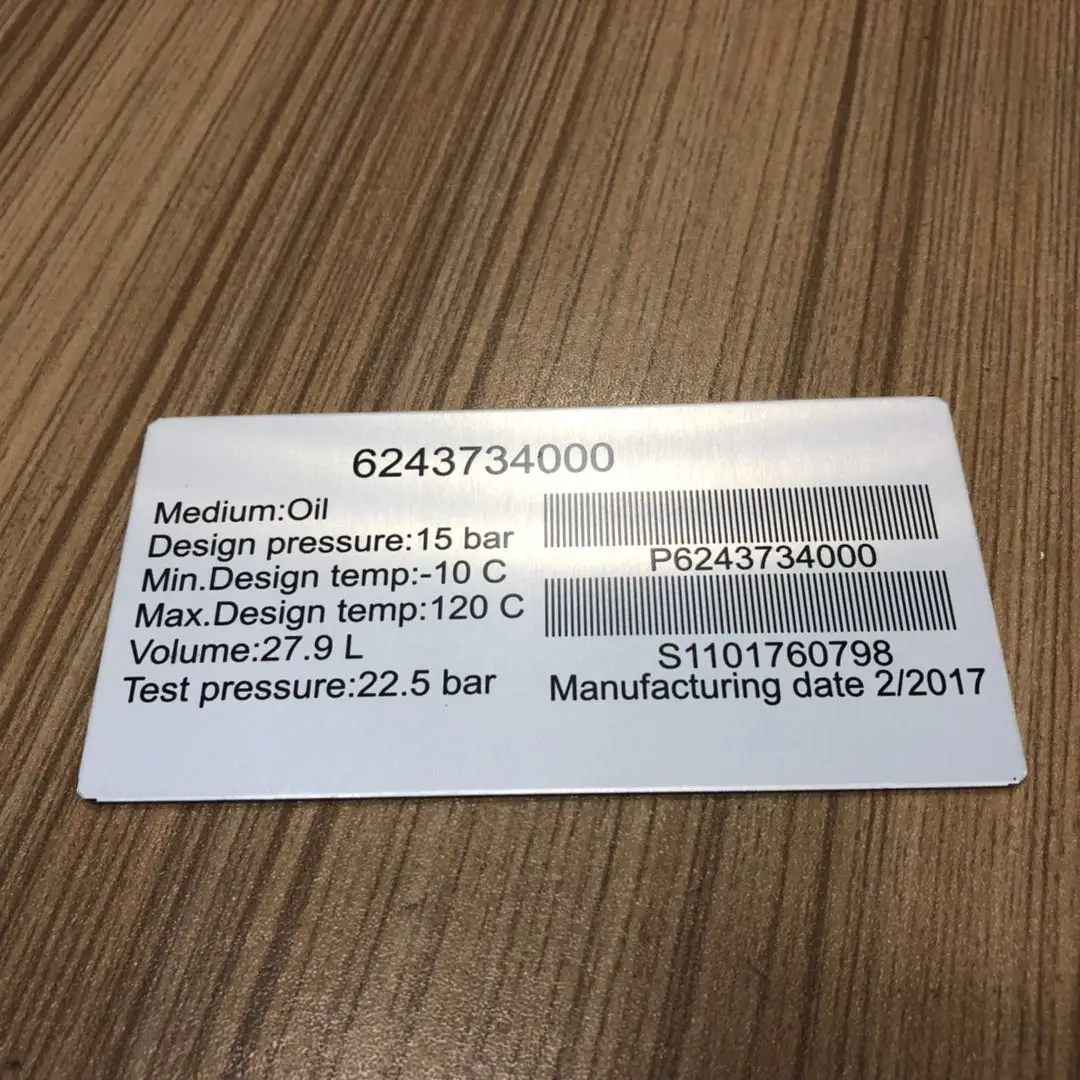 6243734000
Medium:Oil
Design pressure:15 bar
Min.Design temp:-10 C
Max.Design temp:120 C
Volume:27.9 L
Test pressure:22.5 bar
P6243734000
S1101760798
Manufacturing date 2/2017